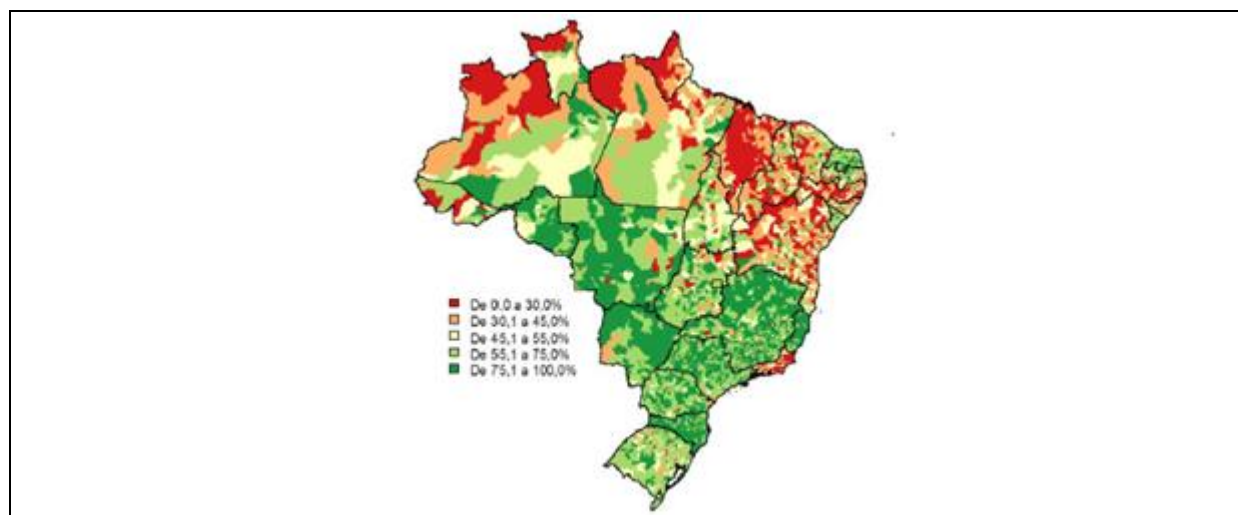 De 0,0 a 30,0%
De 30,1 a 45,0%
De 45,1 a 55,0%
De 55,1 a 75,0%
De 75,1 a 100,0%